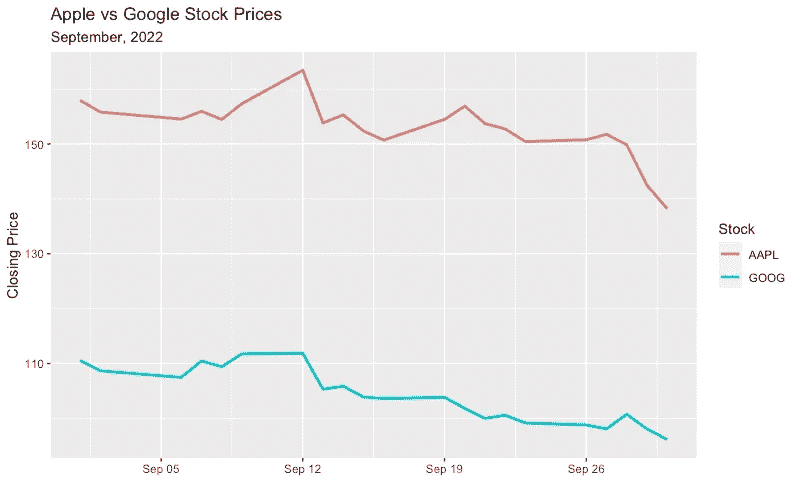 Apple vs Google Stock Prices
September, 2022
Closing Price
150
130
110
Sep 05
Sep 12
Sep 19
Sep 26
Stock
AAPL
GOOG